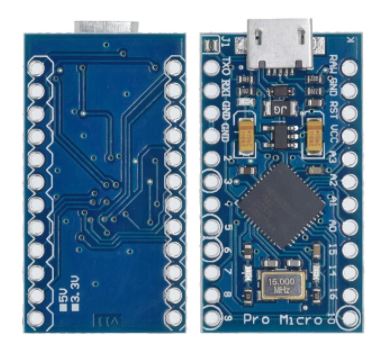 5V
3.3V
J1
TXO
RXI
GND
GND
2
3
4
5
6
7
8
9
JG
16.000
MHz
RAW
GND
RST
VCC
A3
A2
A1
A0
15
14
16
10
Pro Micro